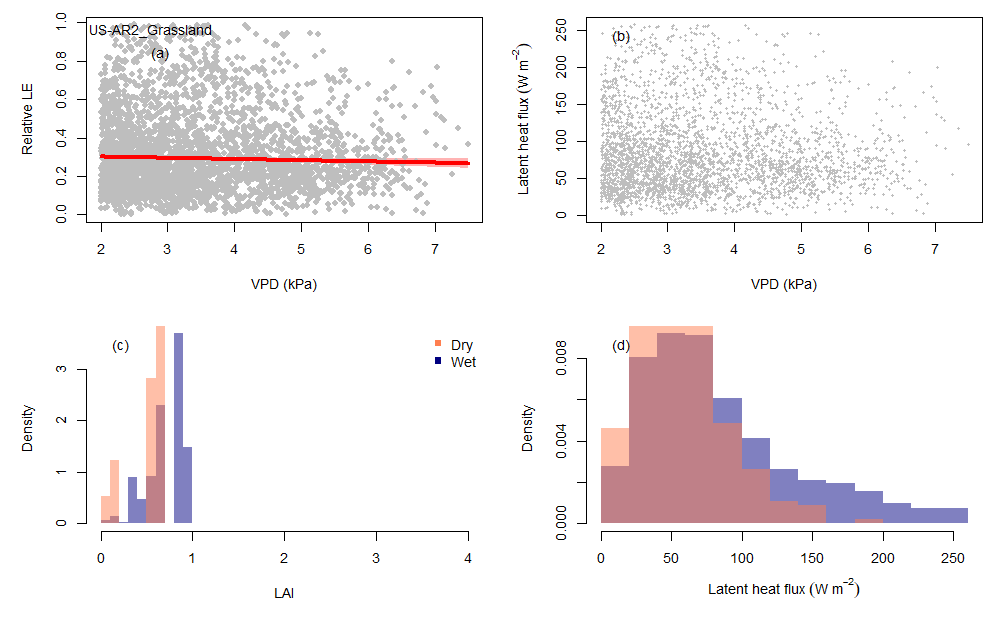 US-AR2_Grassland
(a)
Relative LE
0.0 0.2 0.4 0.6 0.8 1.0
2 3 4 5 6 7
VPD (kPa)
(b)
Latent heat flux (W m⁻²)
0 50 100 150 200 250
2 3 4 5 6 7
VPD (kPa)
(c)
Dry
Wet
Density
0 1 2 3
0 1 2 3 4
LAI
(d)
Density
0.000 0.004 0.008
0 50 100 150 200 250
Latent heat flux (W m⁻²)